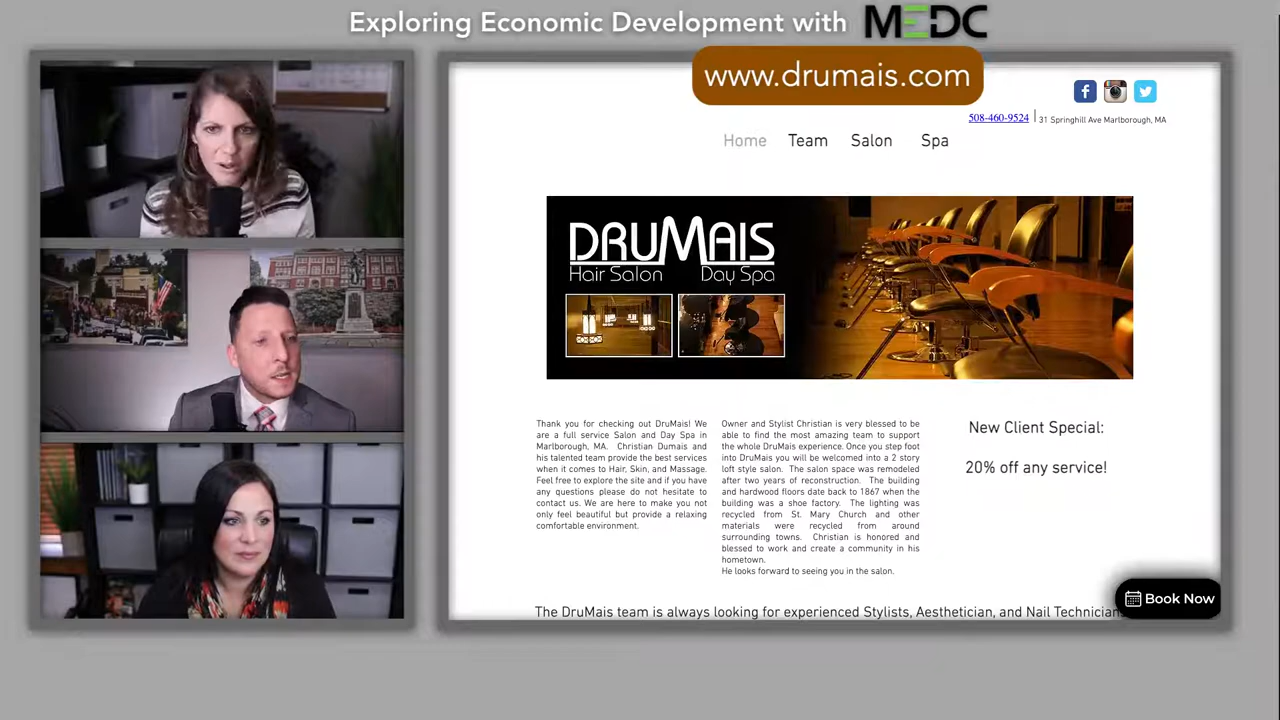 Exploring Economic Development with MEDC
www.drumais.com
508-460-9524
31 Springhill Ave Marlborough, MA
Home Team Salon Spa
DRUMAIS
Hair Salon Day Spa
Thank you for checking out DruMais! We
are a full service Salon and Day Spa in
Marlborough, MA. Christian Dumais and
his talented team provide the best services
when it comes to Hair, Skin, and Massage.
Feel free to explore the site and if you have
any questions please do not hesitate to
contact us. We are here to make you not
only feel beautiful but provide a relaxing
comfortable environment.
Owner and Stylist Christian is very blessed to be
able to find the most amazing team to support
the whole DruMais experience. Once you step foot
into DruMais you will be welcomed into a 2 story
loft style salon. The salon space was remodeled
after two years of reconstruction. The building
and hardwood floors date back to 1867 when the
building was a shoe factory. The lighting was
recycled from St. Mary Church and other
materials were recycled from around
surrounding towns. Christian is honored and
blessed to work and create a community in his
hometown.
He looks forward to seeing you in the salon.
New Client Special:
20% off any service!
Book Now
The DruMais team is always looking for experienced Stylists, Aesthetician, and Nail Technician